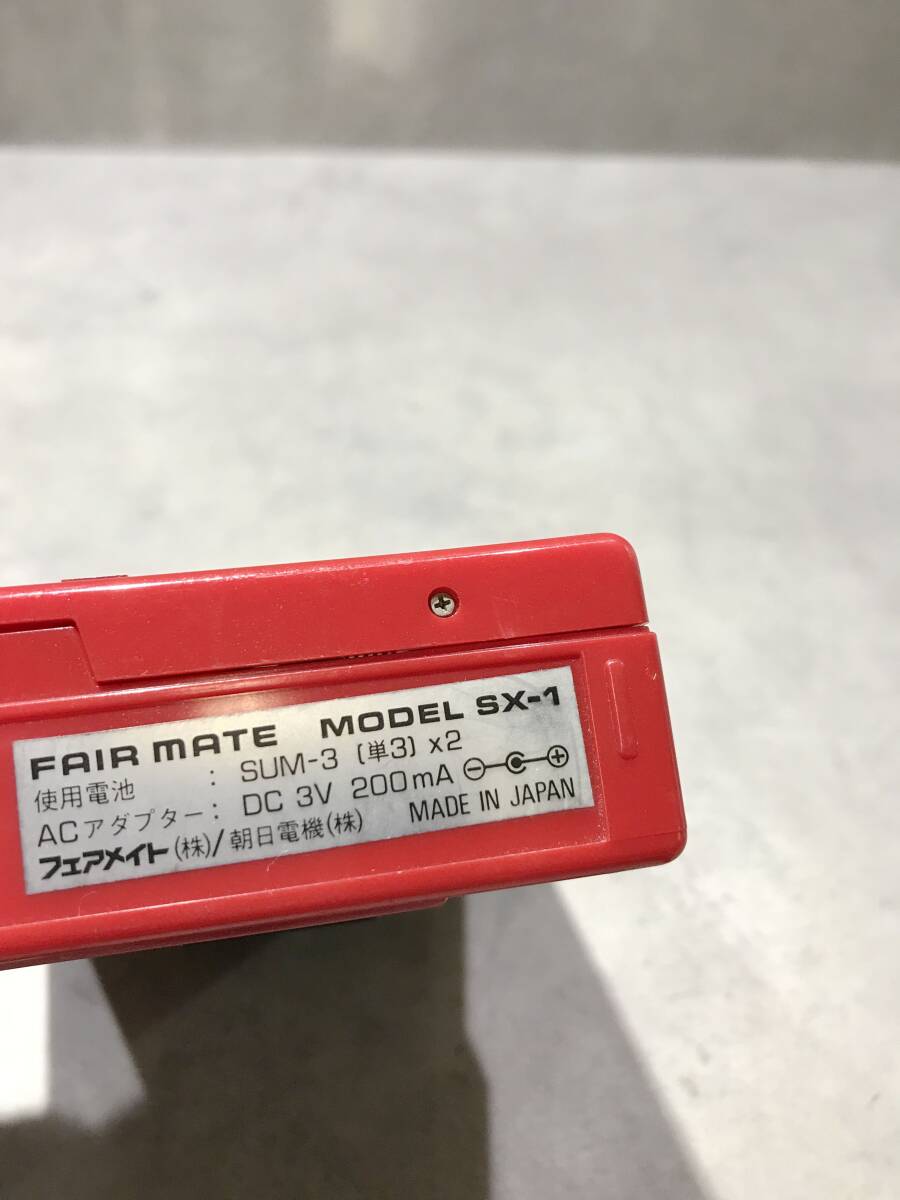 FAIR MATE MODEL SX-1
使用電池 : SUM-3 (単3) x2
ACアダプター: DC 3V 200mA ⊖-C-⊕
フェアメイト(株)/朝日電機(株) MADE IN JAPAN